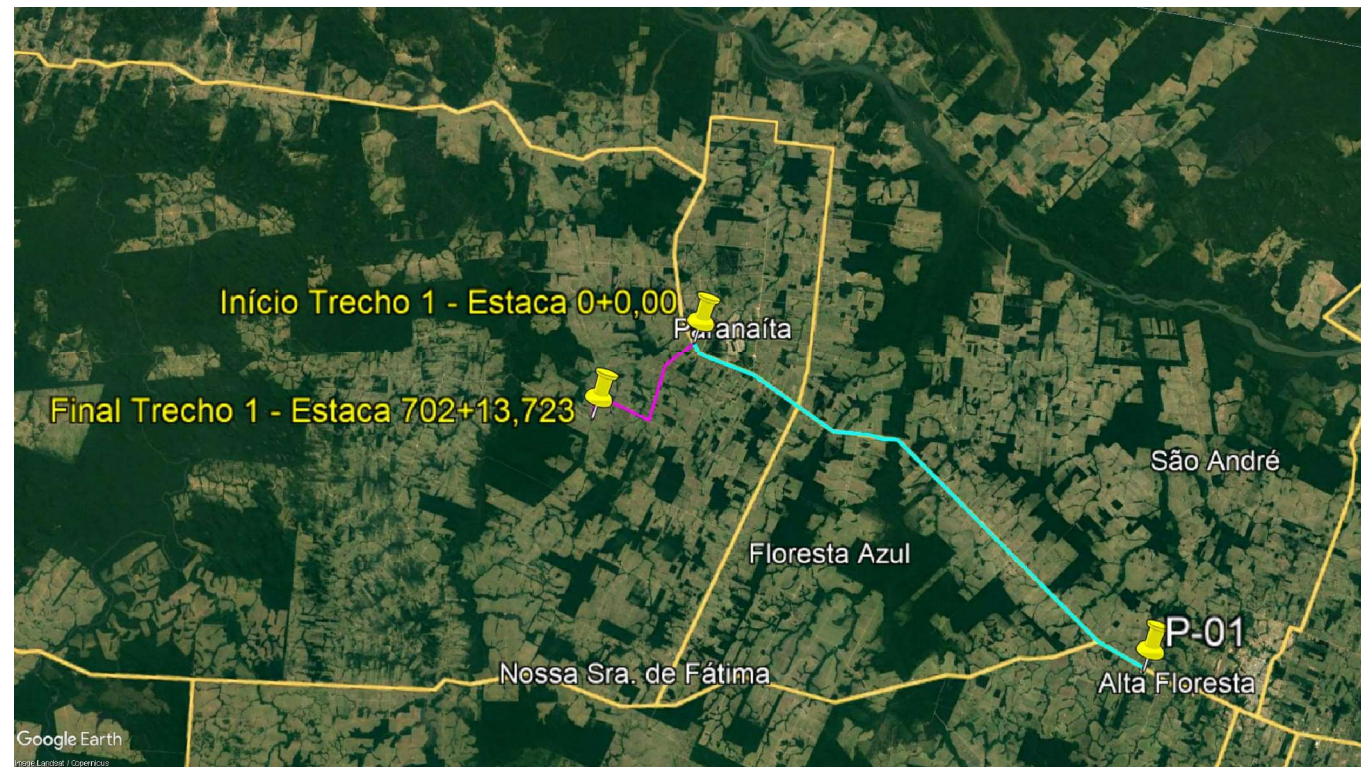 Início Trecho 1 - Estaca 0+0,00
Paranaíta
Final Trecho 1 - Estaca 702+13,723
São André
Floresta Azul
P-01
Nossa Sra. de Fátima
Alta Floresta
Google Earth
Image Landsat / Copernicus